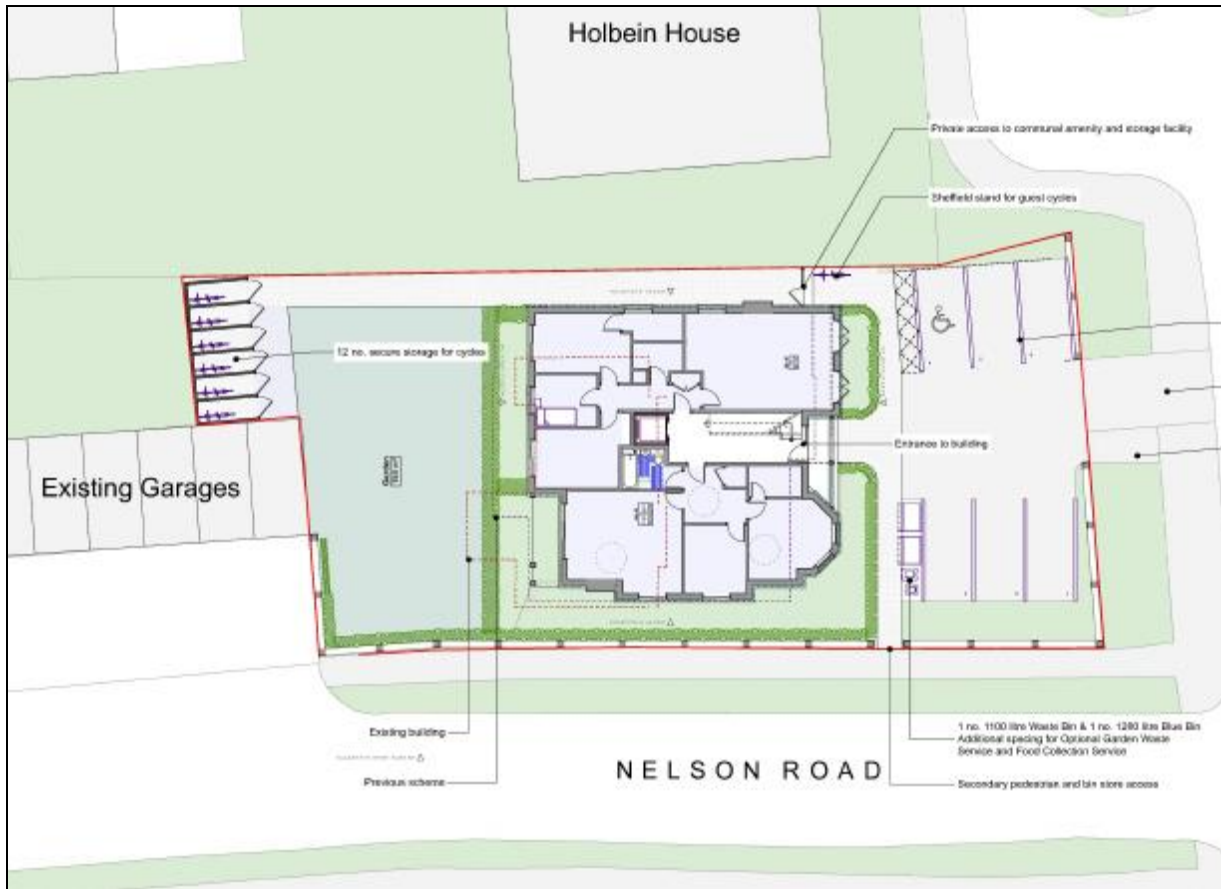 Holbein House
Private access to communal amenity and storage facility
Sheffield stand for guest cycles
12 no. secure storage for cycles
Entrance to building
Existing Garages
Garden
Existing building
Previous scheme
NELSON ROAD
1 no. 1100 litre Waste Bin & 1 no. 1280 litre Blue Bin
Additional spacing for Optional Garden Waste
Service and Food Collection Service
Secondary pedestrian and bin store access